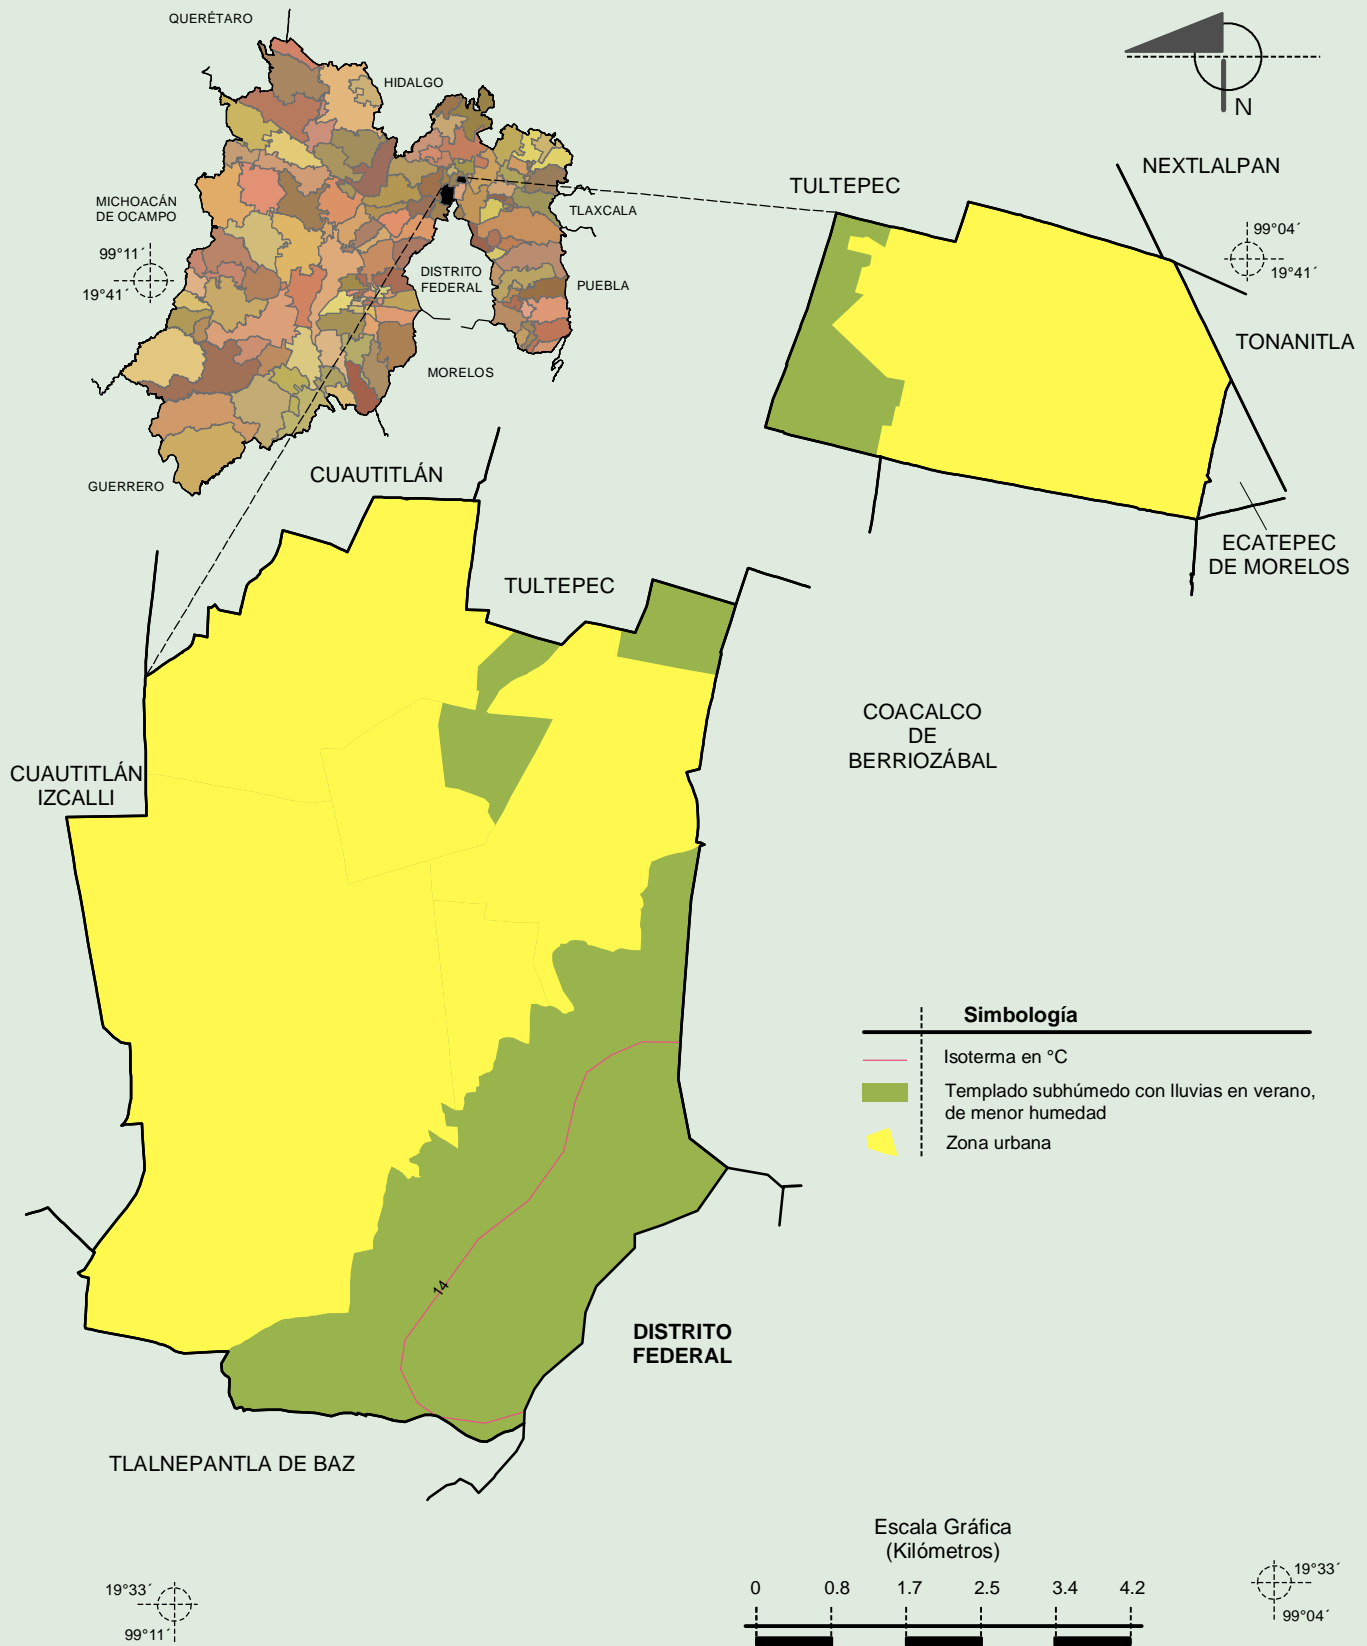 QUERÉTARO
HIDALGO
MICHOACÁN
DE OCAMPO
99°11´
19°41´
TLAXCALA
DISTRITO
FEDERAL
PUEBLA
MORELOS
GUERRERO
N
NEXTLALPAN
TULTEPEC
99°04´
19°41´
TONANITLA
ECATEPEC
DE MORELOS
CUAUTITLÁN
TULTEPEC
COACALCO
DE
BERRIOZÁBAL
CUAUTITLÁN
IZCALLI
Simbología
Isoterma en °C
Templado subhúmedo con lluvias en verano,
de menor humedad
Zona urbana
14
DISTRITO
FEDERAL
TLALNEPANTLA DE BAZ
Escala Gráfica
(Kilómetros)
0 0.8 1.7 2.5 3.4 4.2
19°33´
99°11´
19°33´
99°04´